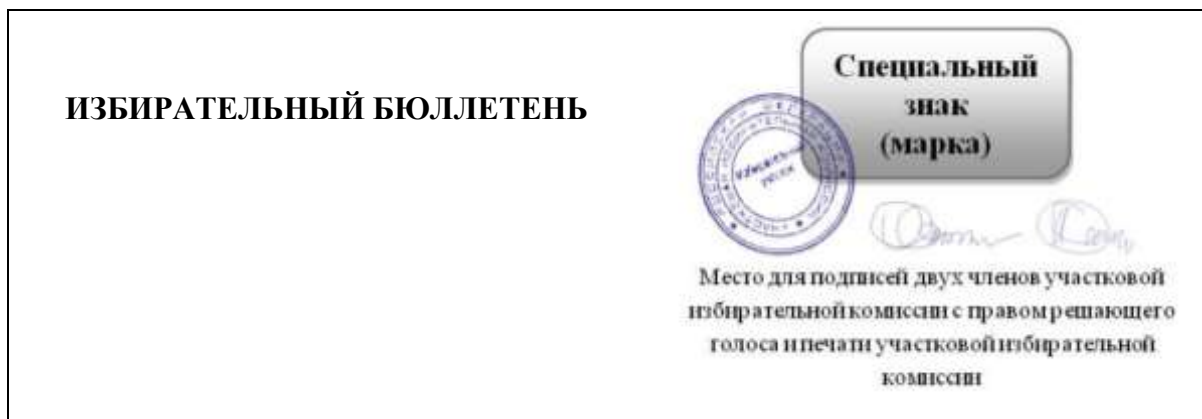 ИЗБИРАТЕЛЬНЫЙ БЮЛЛЕТЕНЬ
Специальный
знак
(марка)
Место для подписей двух членов участковой
избирательной комиссии с правом решающего
голоса и печати участковой избирательной
комиссии